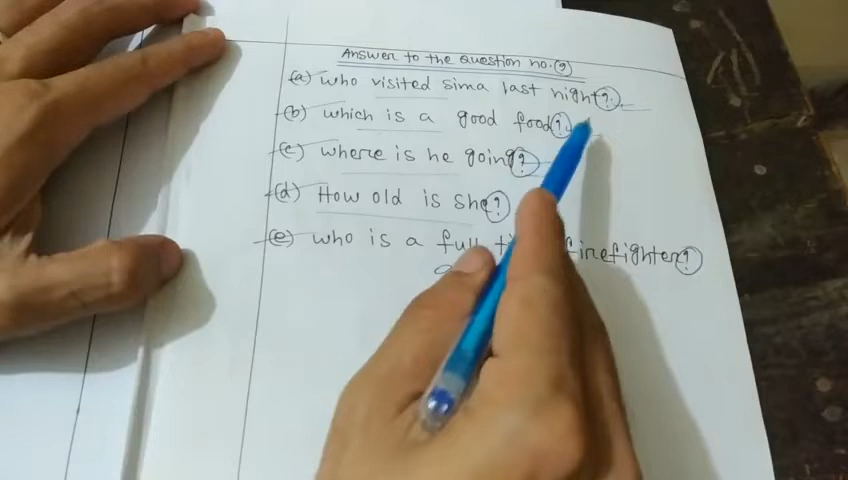 Answer to the Question no. (9)
(a) who visited sima last night?
(b) which is a good food?
(c) where is he going?
(d) How old is she?
(e) who is a full firefighter?